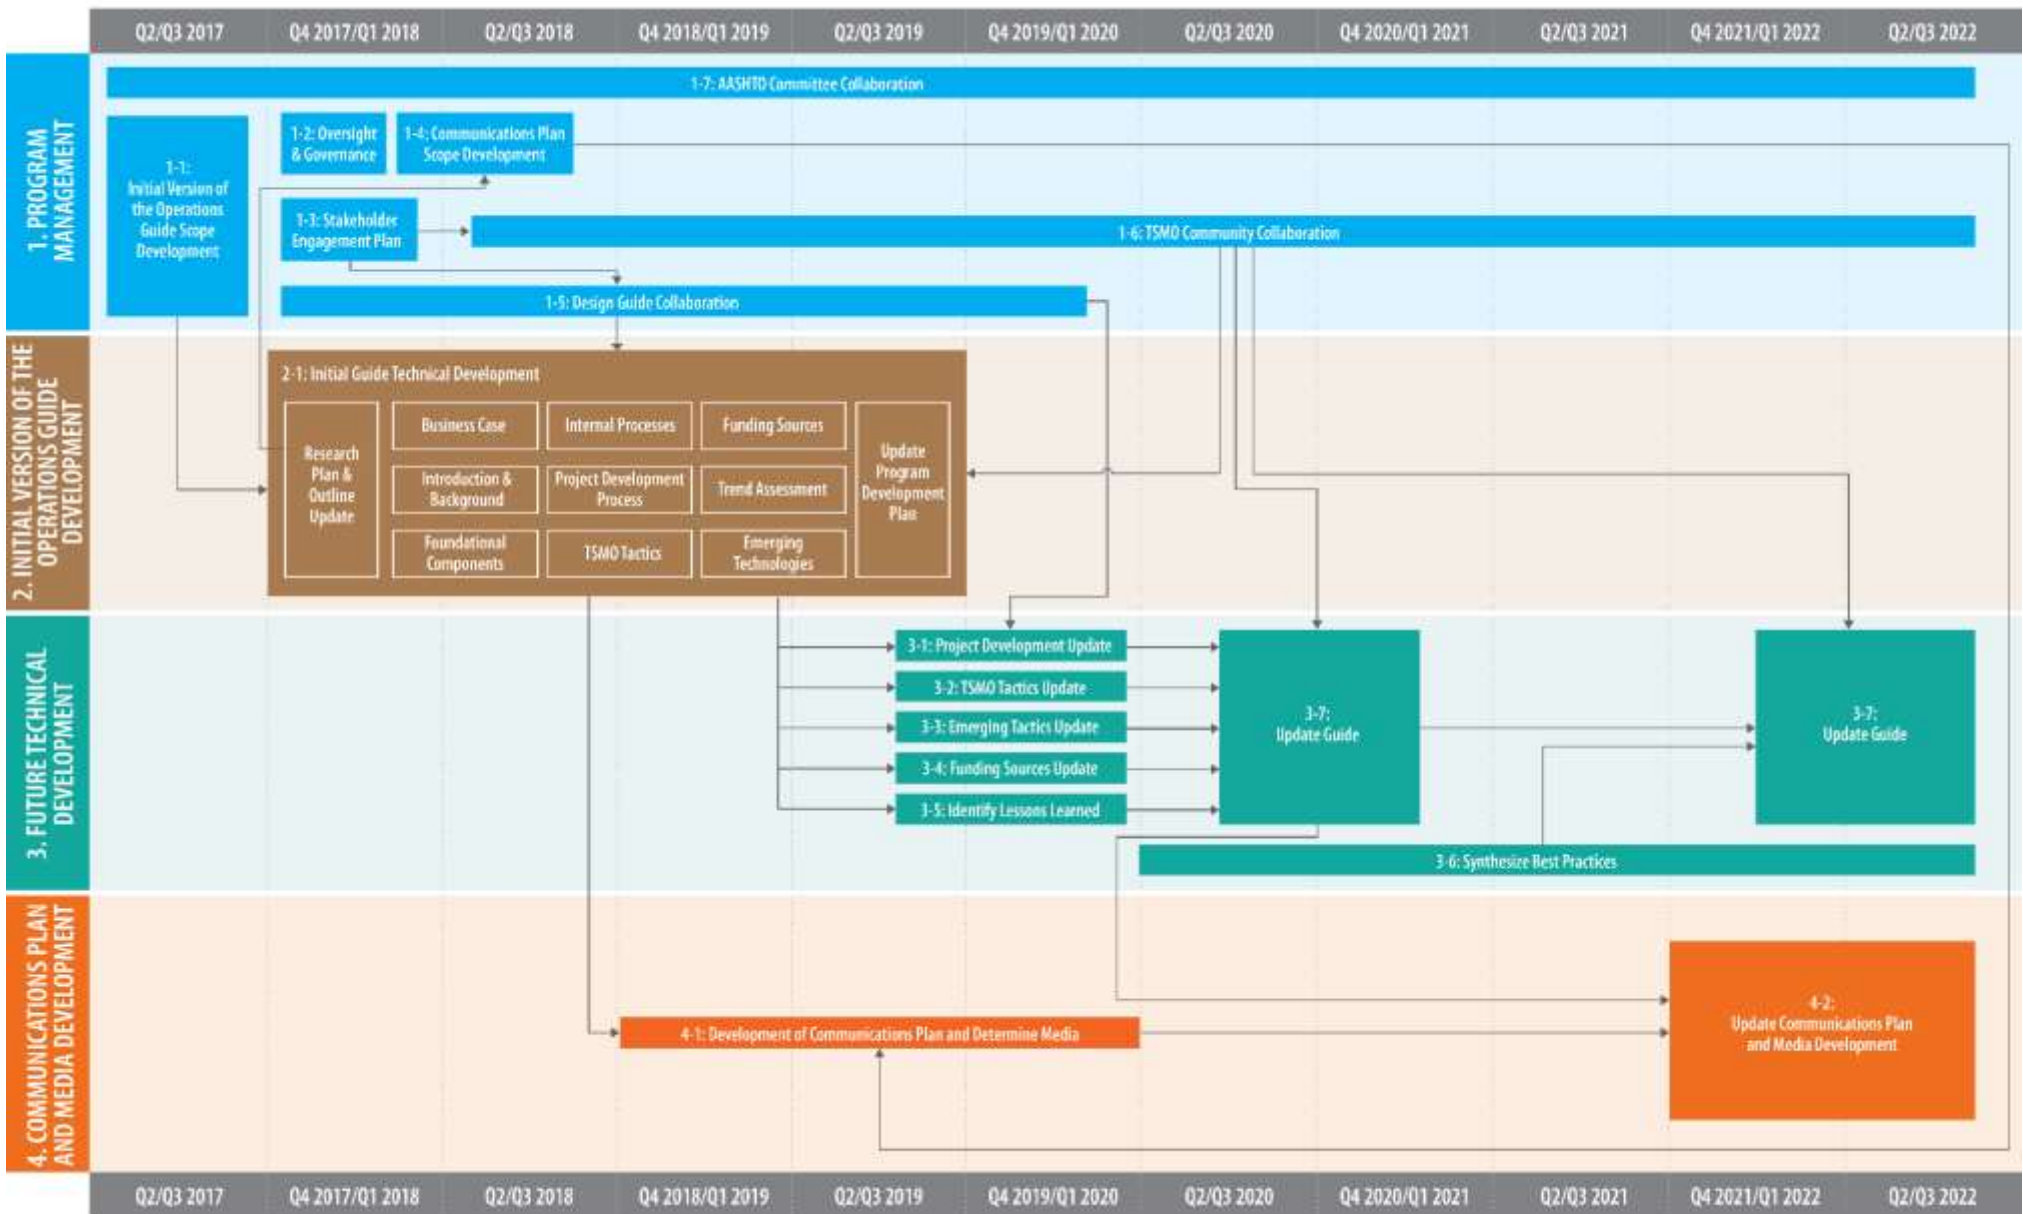 Q2/Q3 2017 Q4 2017/Q1 2018 Q2/Q3 2018 Q4 2018/Q1 2019 Q2/Q3 2019 Q4 2019/Q1 2020 Q2/Q3 2020 Q4 2020/Q1 2021 Q2/Q3 2021 Q4 2021/Q1 2022 Q2/Q3 2022
1. PROGRAM
MANAGEMENT
1-7: AASHTO Committee Collaboration
1-1:
Initial Version of
the Operations
Guide Scope
Development
1-2: Oversight
& Governance
1-4: Communications Plan
Scope Development
1-3: Stakeholder
Engagement Plan
1-6: TSMO Community Collaboration
1-5: Design Guide Collaboration
2. INITIAL VERSION OF THE
OPERATIONS GUIDE
DEVELOPMENT
2-1: Initial Guide Technical Development
Research
Plan &
Outline
Update
Business Case
Internal Processes
Funding Sources
Introduction &
Background
Project Development
Process
Trend Assessment
Foundational
Components
TSMO Tactics
Emerging
Technologies
Update
Program
Development
Plan
3. FUTURE TECHNICAL
DEVELOPMENT
3-1: Project Development Update
3-2: TSMO Tactics Update
3-3: Emerging Tactics Update
3-4: Funding Sources Update
3-5: Identify Lessons Learned
3-7:
Update Guide
3-7:
Update Guide
3-6: Synthesize Best Practices
4. COMMUNICATIONS PLAN
AND MEDIA DEVELOPMENT
4-1: Development of Communications Plan and Determine Media
4-2:
Update Communications Plan
and Media Development
Q2/Q3 2017 Q4 2017/Q1 2018 Q2/Q3 2018 Q4 2018/Q1 2019 Q2/Q3 2019 Q4 2019/Q1 2020 Q2/Q3 2020 Q4 2020/Q1 2021 Q2/Q3 2021 Q4 2021/Q1 2022 Q2/Q3 2022